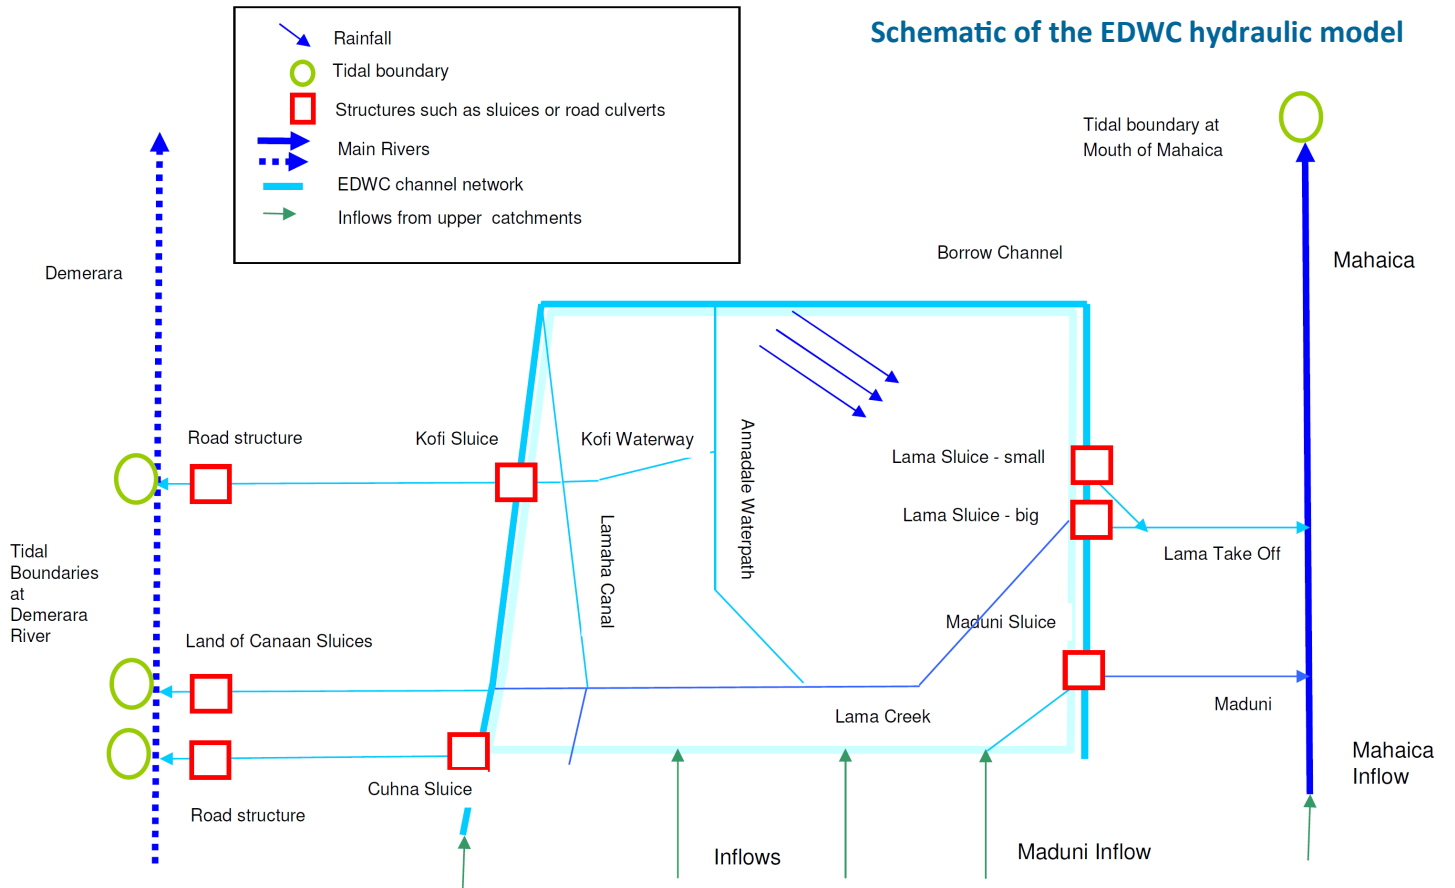 Schematic of the EDWC hydraulic model
Rainfall
Tidal boundary
Structures such as sluices or road culverts
Main Rivers
EDWC channel network
Inflows from upper catchments
Tidal boundary at
Mouth of Mahaica
Demerara
Borrow Channel
Mahaica
Road structure
Kofi Sluice
Kofi Waterway
Annadale Waterpath
Lama Sluice - small
Lama Sluice - big
Lamaha Canal
Lama Take Off
Tidal
Boundaries
at
Demerara
River
Land of Canaan Sluices
Maduni Sluice
Lama Creek
Maduni
Cuhna Sluice
Road structure
Mahaica
Inflow
Inflows
Maduni Inflow